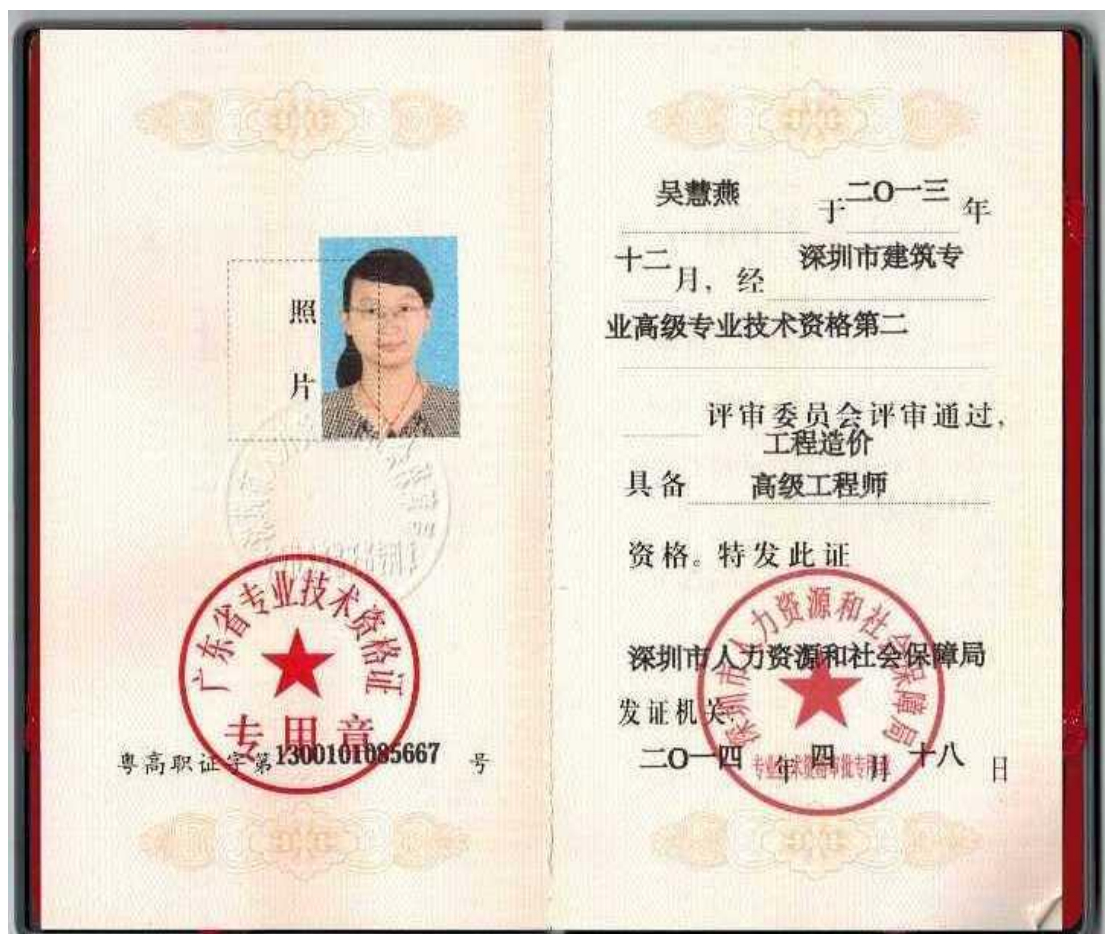 照
片
广东省专业技术资格证
专用章
粤高职证字第1300101085667号
吴慧燕 于二〇一三年
十二月，经 深圳市建筑专
业高级专业技术资格第二
评审委员会评审通过，
工程造价
具备 高级工程师
资格。特发此证
深圳市人力资源和社会保障局
深圳市人力资源和社会保障局
发证机关：
二〇一四年四月十八日